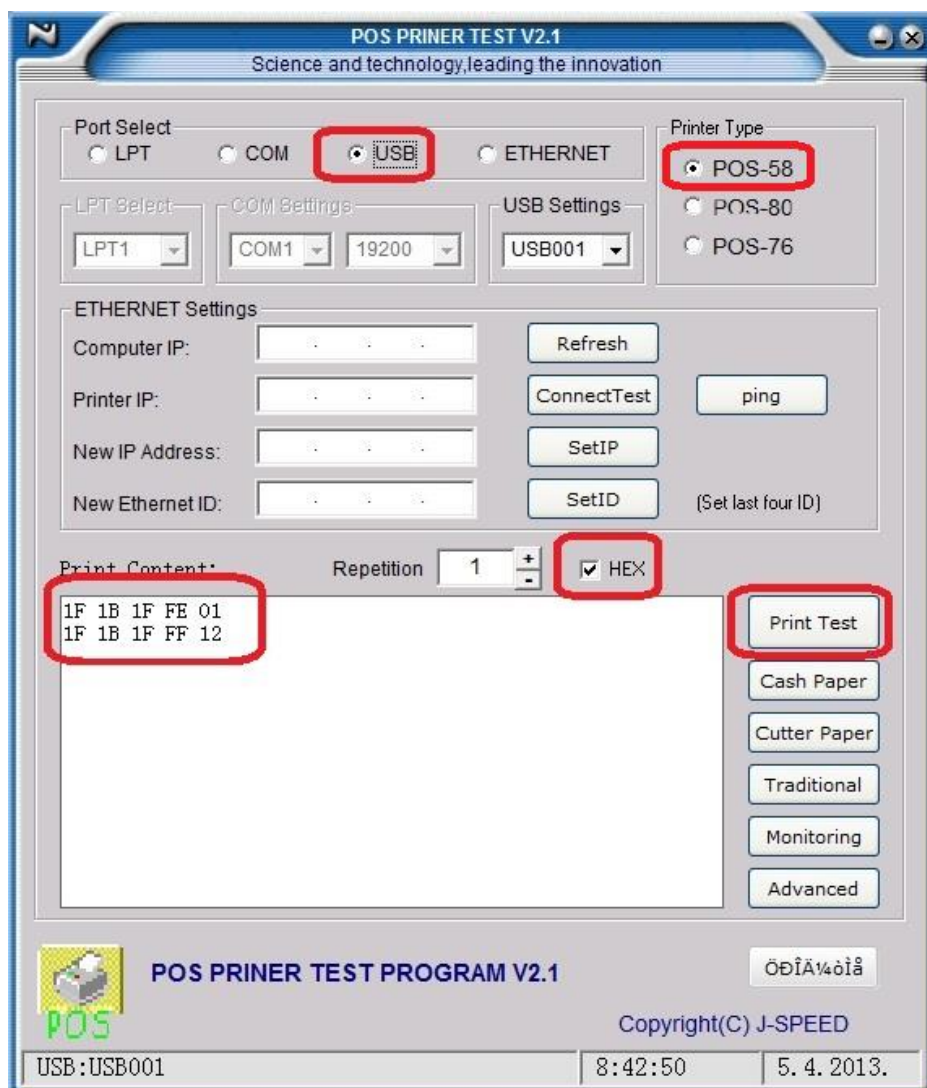 POS PRINER TEST V2.1
Science and technology,leading the innovation
Port Select
LPT COM USB ETHERNET
Printer Type
POS-58
POS-80
POS-76
LPT Select
LPT1
COM Settings
COM1 19200
USB Settings
USB001
ETHERNET Settings
Computer IP: . . . Refresh
Printer IP: . . . ConnectTest ping
New IP Address: . . . SetIP
New Ethernet ID: . . . SetID (Set last four ID)
Print Content: Repetition 1 + - HEX
1F 1B 1F FE 01
1F 1B 1F FF 12
Print Test
Cash Paper
Cutter Paper
Traditional
Monitoring
Advanced
POS
POS PRINER TEST PROGRAM V2.1
ÖÐÎÄ¼òÌå
Copyright(C) J-SPEED
USB:USB001 8:42:50 5.4.2013.